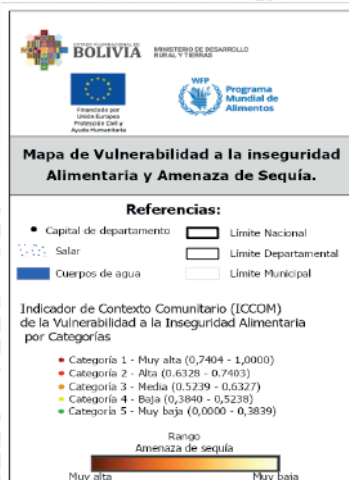 ESTADO PLURINACIONAL DE
BOLIVIA
MINISTERIO DE DESARROLLO
RURAL Y TIERRAS
Financiado por
Unión Europea
Protección Civil y
Ayuda Humanitaria
WFP
Programa
Mundial de
Alimentos
Mapa de Vulnerabilidad a la inseguridad
Alimentaria y Amenaza de Sequía.
Referencias:
Capital de departamento
Límite Nacional
Salar
Límite Departamental
Cuerpos de agua
Límite Municipal
Indicador de Contexto Comunitario (ICCOM)
de la Vulnerabilidad a la Inseguridad Alimentaria
por Categorías
Categoría 1 - Muy alta (0,7404 - 1,0000)
Categoría 2 - Alta (0.6328 - 0.7403)
Categoría 3 - Media (0.5239 - 0.6327)
Categoría 4 - Baja (0,3840 - 0,5238)
Categoría 5 - Muy baja (0,0000 - 0,3839)
Rango
Amenaza de sequía
Muy alta
Muy baja